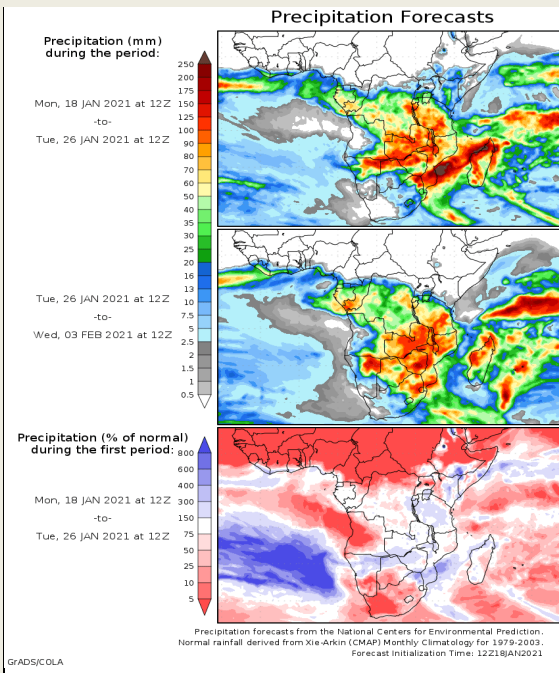 Precipitation Forecasts
Precipitation (mm)
during the period:
Mon, 18 JAN 2021 at 12Z
-to-
Tue, 26 JAN 2021 at 12Z
250
200
175
150
125
100
90
80
70
60
50
40
35
30
25
20
16
13
10
7.5
5
2.5
2
1.5
1
0.5
Tue, 26 JAN 2021 at 12Z
-to-
Wed, 03 FEB 2021 at 12Z
Precipitation (% of normal)
during the first period:
Mon, 18 JAN 2021 at 12Z
-to-
Tue, 26 JAN 2021 at 12Z
800
600
400
300
150
75
50
25
10
5
Precipitation forecasts from the National Centers for Environmental Prediction.
Normal rainfall derived from Xie-Arkin (CMAP) Monthly Climatology for 1979-2003.
Forecast Initialization Time: 12Z18JAN2021
GrADS/COLA